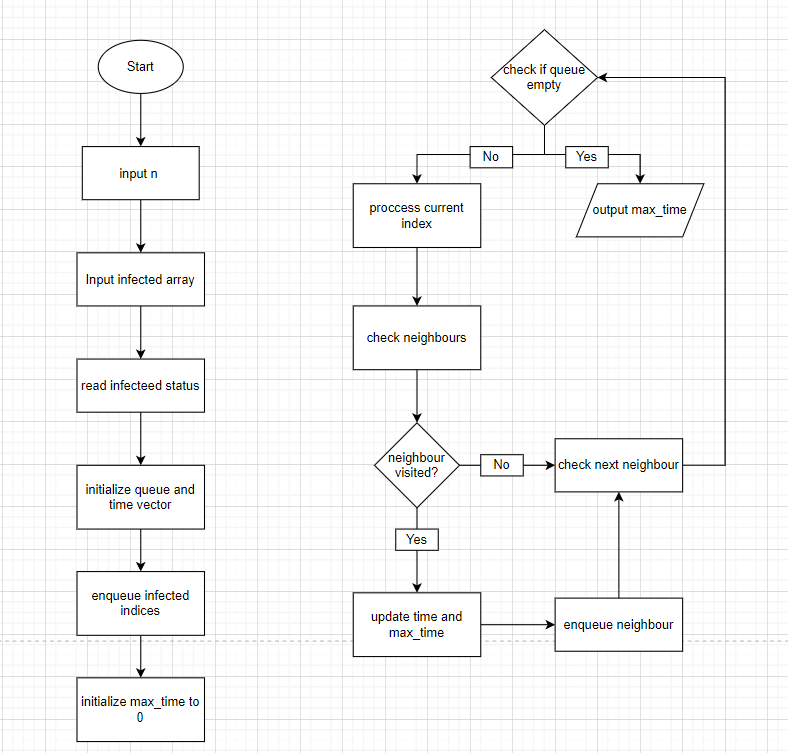 Start
input n
Input infected array
read infecteed status
initialize queue and
time vector
enqueue infected
indices
initialize max_time to
0
check if queue
empty
No
Yes
proccess current
index
output max_time
check neighbours
neighbour
visited?
No
check next neighbour
Yes
update time and
max_time
enqueue neighbour